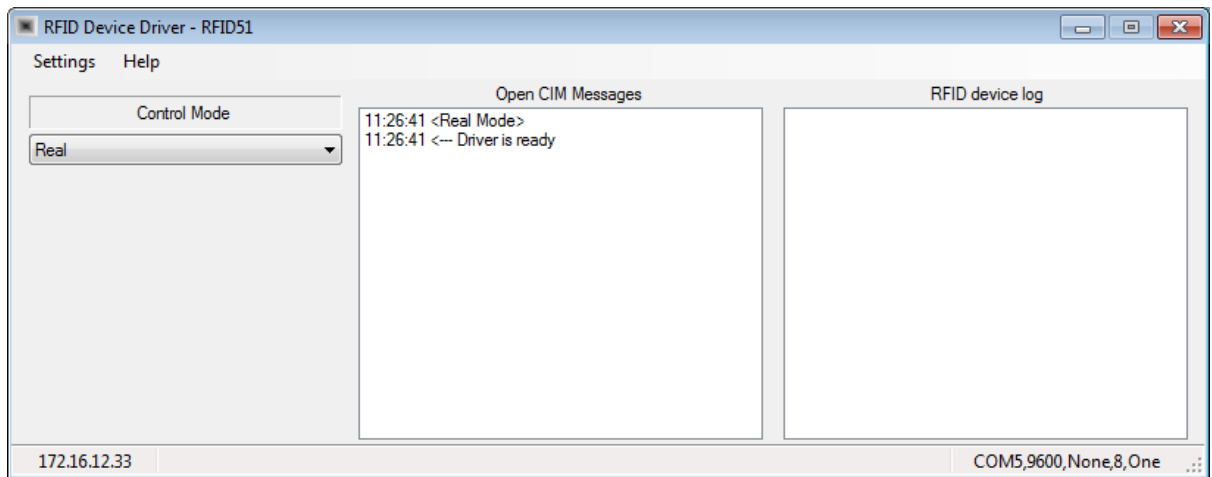 RFID Device Driver - RFID51
Settings Help
Control Mode
Real
Open CIM Messages
11:26:41 <Real Mode>
11:26:41 <--- Driver is ready
RFID device log
172.16.12.33
COM5,9600,None,8,One